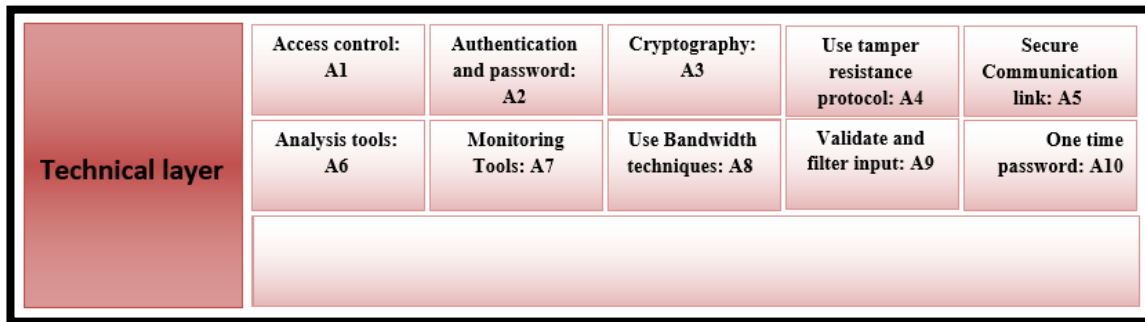 Technical layer
Access control:
A1
Authentication
and password:
A2
Cryptography:
A3
Use tamper
resistance
protocol: A4
Secure
Communication
link: A5
Analysis tools:
A6
Monitoring
Tools: A7
Use Bandwidth
techniques: A8
Validate and
filter input: A9
One time
password: A10